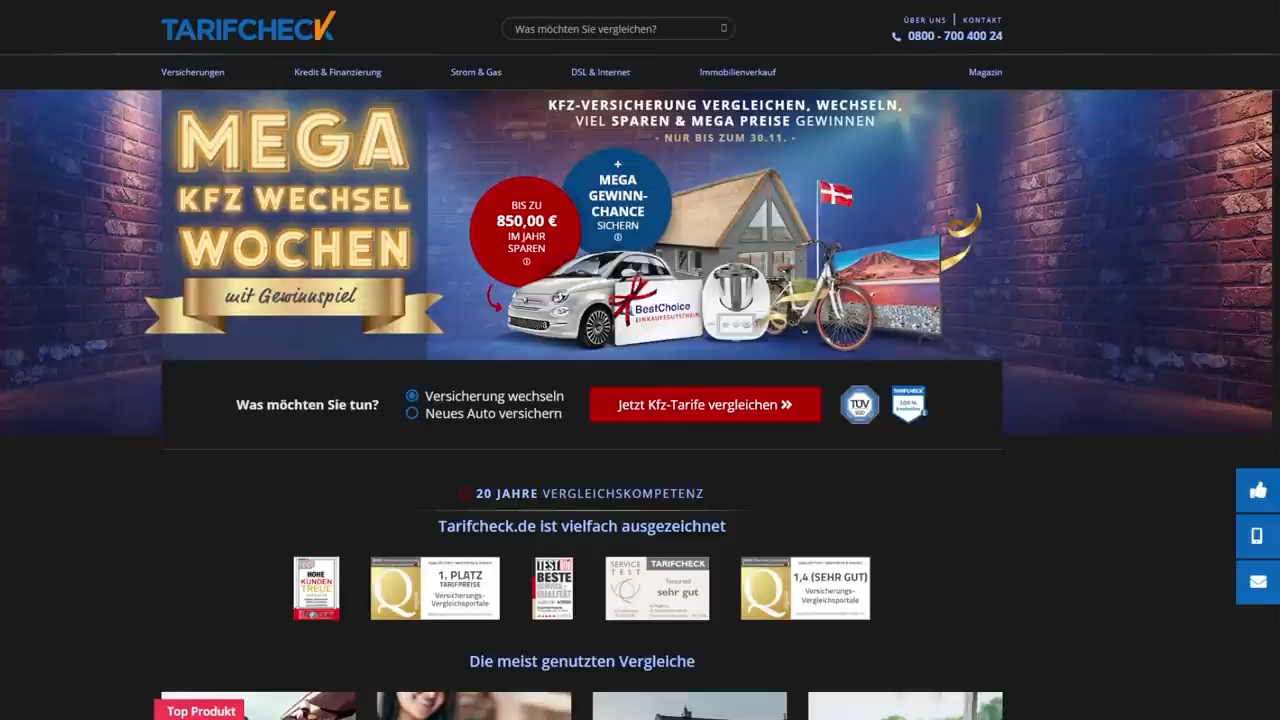 TARIFCHECK
Was möchten Sie vergleichen?
ÜBER UNS | KONTAKT
0800 - 700 400 24
Versicherungen
Kredit & Finanzierung
Strom & Gas
DSL & Internet
Immobilienverkauf
Magazin
MEGA
KFZ WECHSEL
WOCHEN
mit Gewinnspiel
KFZ-VERSICHERUNG VERGLEICHEN, WECHSELN,
VIEL SPAREN & MEGA PREISE GEWINNEN
- NUR BIS ZUM 30.11. -
BIS ZU
850,00 €
IM JAHR
SPAREN
+
MEGA
GEWINN-
CHANCE
SICHERN
BestChoice
EINKAUFSGUTSCHEIN
Was möchten Sie tun?
Versicherung wechseln
Neues Auto versichern
Jetzt Kfz-Tarife vergleichen »
TÜV
TARIFCHECK
100 %
20 JAHRE VERGLEICHSKOMPETENZ
Tarifcheck.de ist vielfach ausgezeichnet
HOHE
KUNDEN
TREUE
1. PLATZ
TARIFPREISE
Versicherungs-
Vergleichsportale
TEST
BESTE
SERVICE
TEST
TARIFCHECK
Testurteil
sehr gut
1,4 (SEHR GUT)
Versicherungs-
Vergleichsportale
Die meist genutzten Vergleiche
Top Produkt